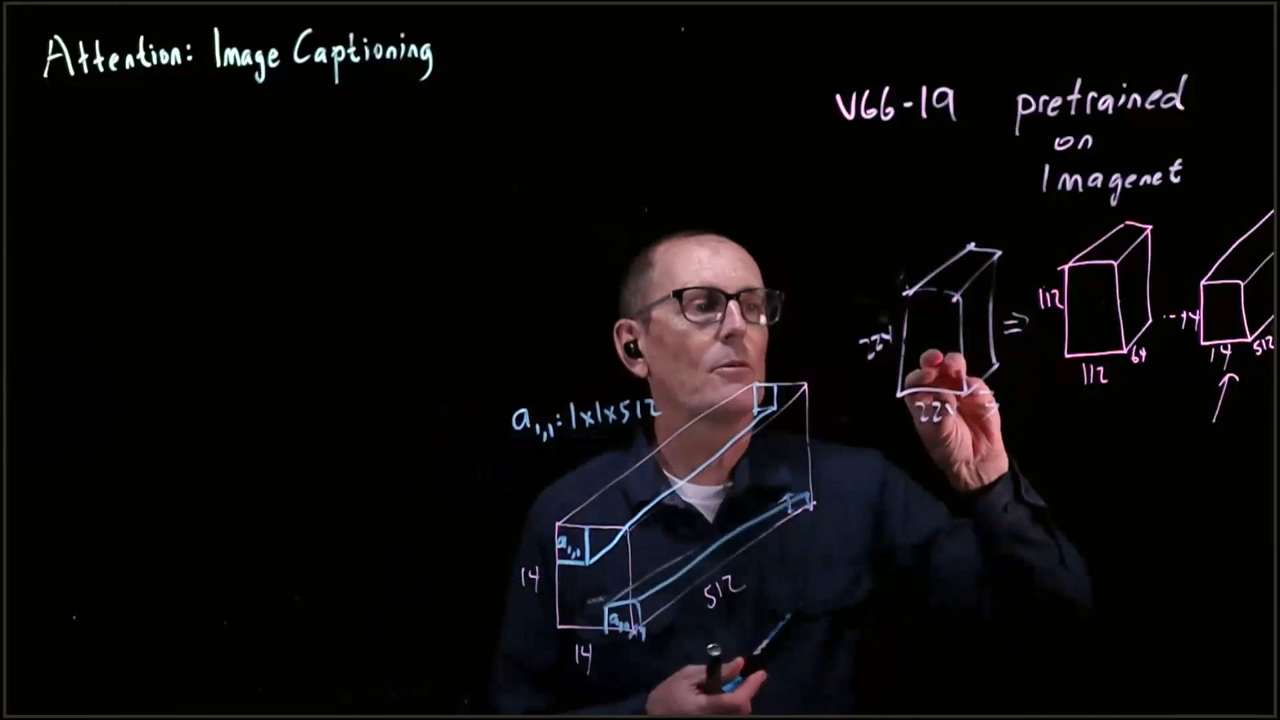 Attention: Image Captioning
VGG-19 pretrained
on
Imagenet
112
224
14
64
14
512
112
224
a1,1: 1x1x512
a1,1
14
512
14